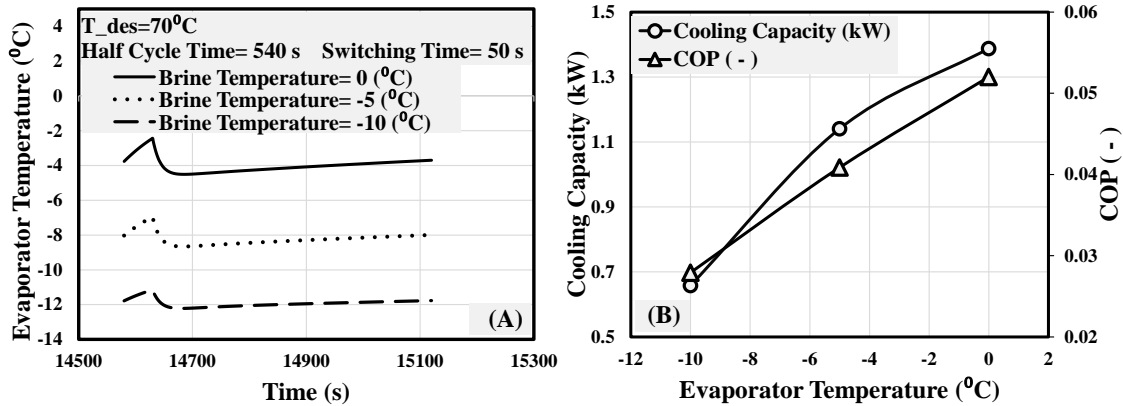 T_des=70⁰C
Half Cycle Time= 540 s Switching Time= 50 s
Brine Temperature= 0 (⁰C)
Brine Temperature= -5 (⁰C)
Brine Temperature= -10 (⁰C)
Evaporator Temperature (⁰C)
4
2
0
-2
-4
-6
-8
-10
-12
-14
(A)
14500 14700 14900 15100 15300
Time (s)
Cooling Capacity (kW)
COP ( - )
Cooling Capacity (kW)
1.5
1.3
1.1
0.9
0.7
0.5
(B)
0.06
0.05
0.04
0.03
0.02
COP ( - )
-12 -10 -8 -6 -4 -2 0 2
Evaporator Temperature (⁰C)